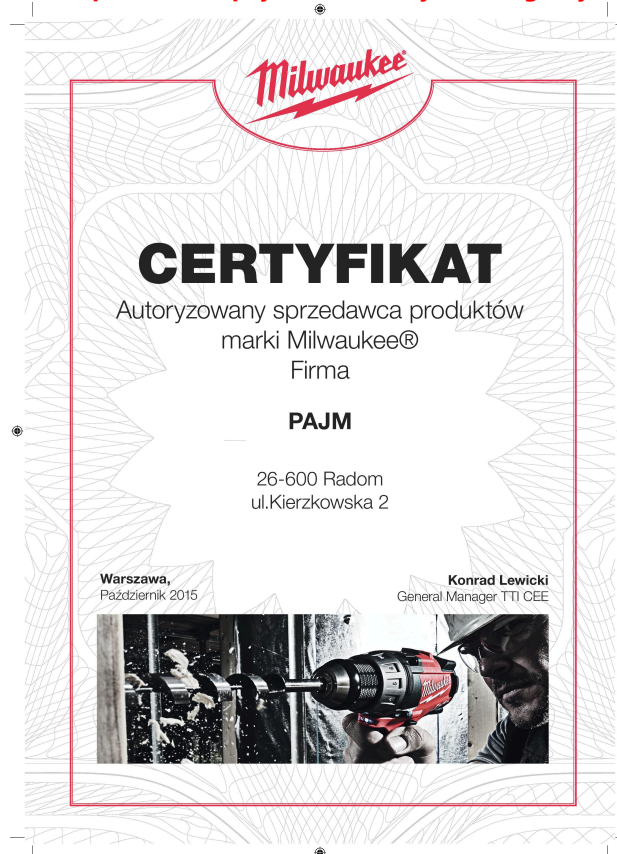 Milwaukee®
CERTYFIKAT
Autoryzowany sprzedawca produktów
marki Milwaukee®
Firma
PAJM
26-600 Radom
ul.Kierzkowska 2
Warszawa,
Październik 2015
Konrad Lewicki
General Manager TTI CEE
Milwaukee